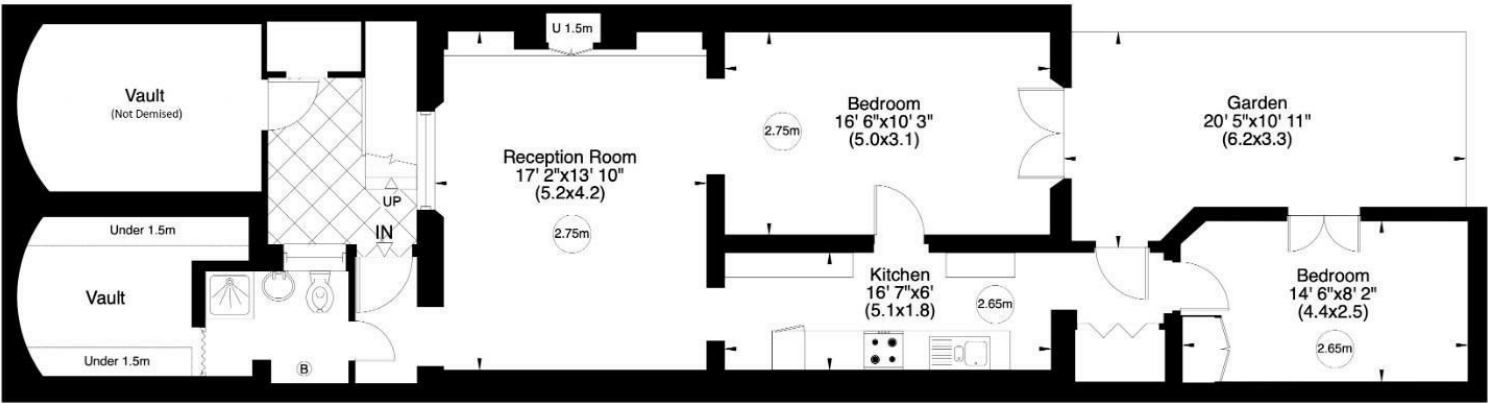 U 1.5m
Vault
(Not Demised)
Reception Room
17' 2"x13' 10"
(5.2x4.2)
2.75m
UP
IN
Bedroom
16' 6"x10' 3"
(5.0x3.1)
2.75m
Garden
20' 5"x10' 11"
(6.2x3.3)
Under 1.5m
Vault
Under 1.5m
B
Kitchen
16' 7"x6'
(5.1x1.8)
2.65m
Bedroom
14' 6"x8' 2"
(4.4x2.5)
2.65m